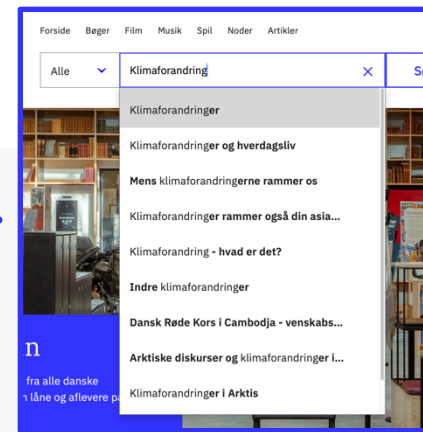 Forside Bøger Film Musik Spil Noder Artikler
Alle Klimaforandring
Klimaforandringer
Klimaforandringer og hverdagsliv
Mens klimaforandringerne rammer os
Klimaforandringer rammer også din asia...
Klimaforandring - hvad er det?
Indre klimaforandringer
Dansk Røde Kors i Cambodja - venskabs...
Arktiske diskurser og klimaforandringer i...
Klimaforandringer i Arktis
fra alle danske
låne og aflevere